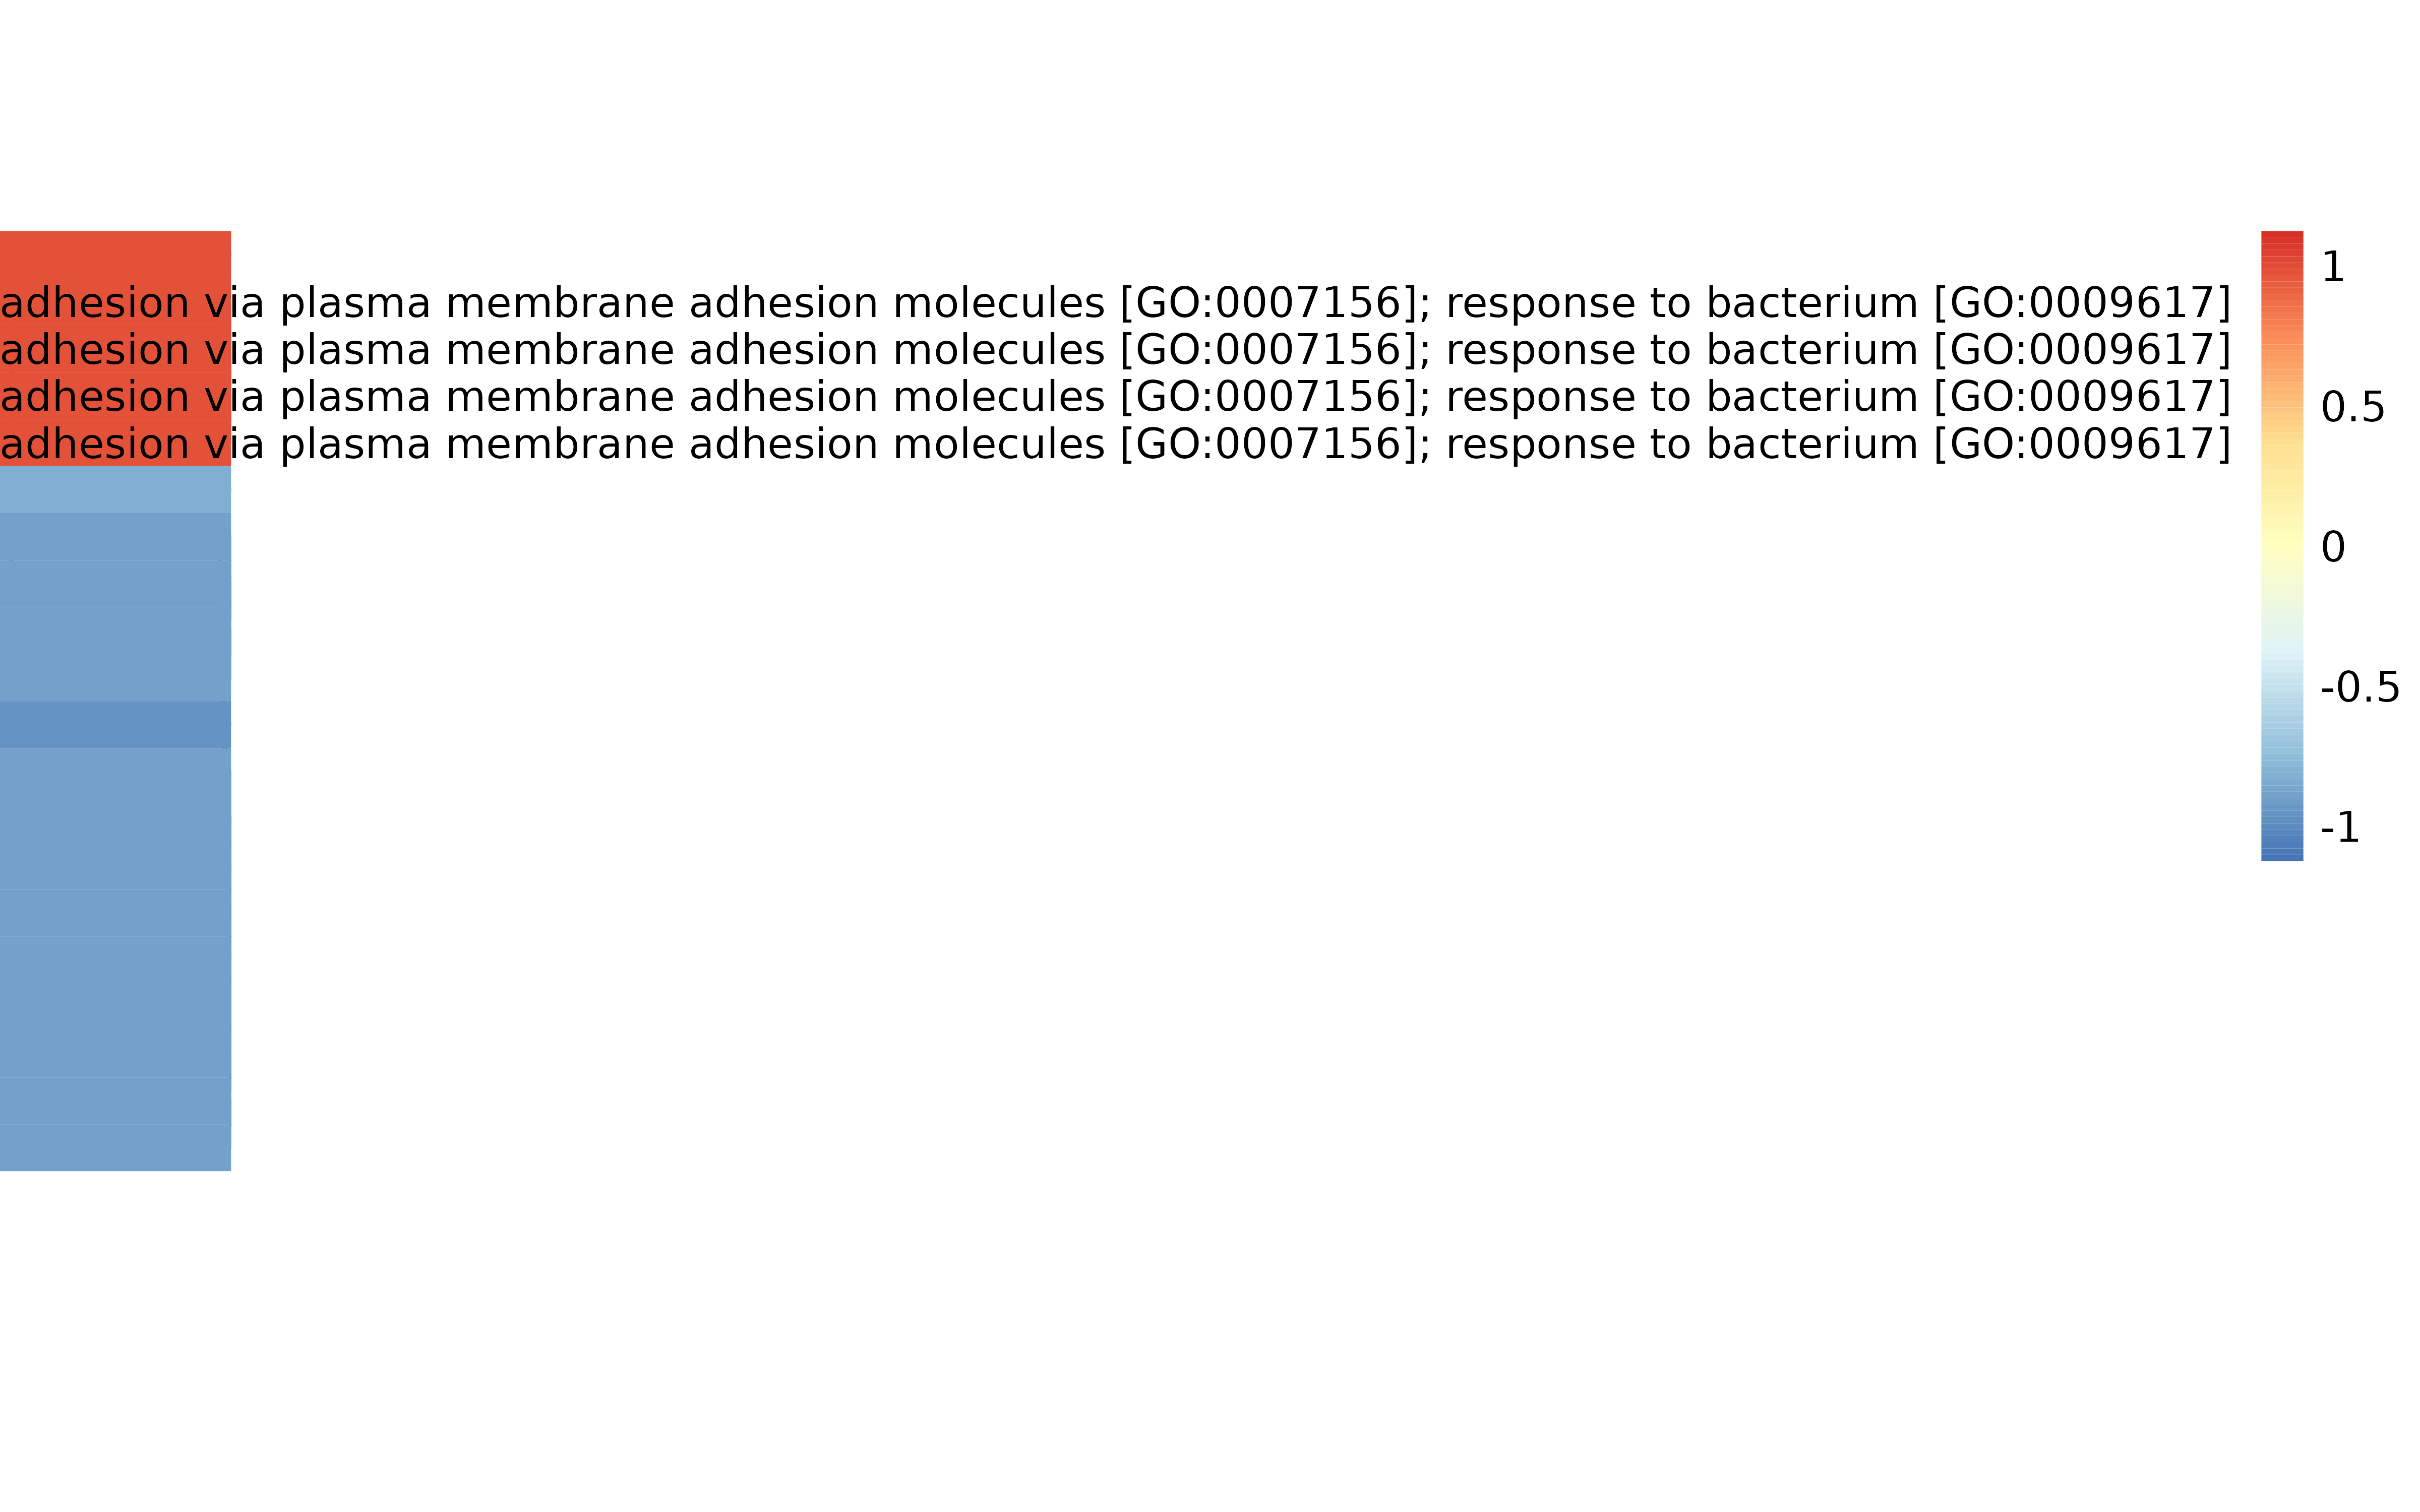 1
adhesion via plasma membrane adhesion molecules [GO:0007156]; response to bacterium [GO:0009617]
adhesion via plasma membrane adhesion molecules [GO:0007156]; response to bacterium [GO:0009617]
adhesion via plasma membrane adhesion molecules [GO:0007156]; response to bacterium [GO:0009617]
0.5
adhesion via plasma membrane adhesion molecules [GO:0007156]; response to bacterium [GO:0009617]
0
-0.5
-1